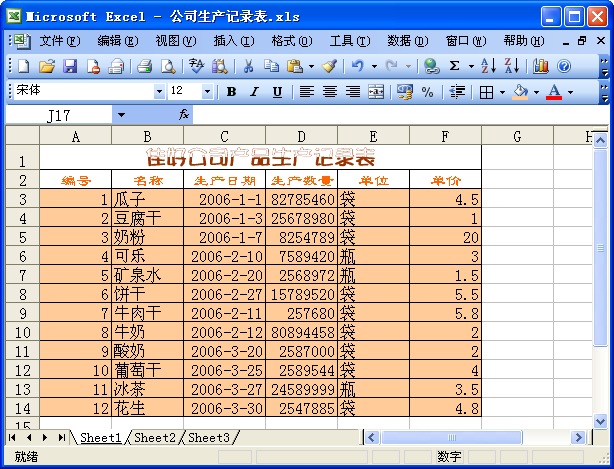 Microsoft Excel - 公司生产记录表.xls
文件(F) 编辑(E) 视图(V) 插入(I) 格式(O) 工具(T) 数据(D) 窗口(W) 帮助(H)
宋体 12 B I U
J17 fx
A B C D E F G H
1 佳好公司产品生产记录表
2 编号 名称 生产日期 生产数量 单位 单价
3 1 瓜子 2006-1-1 82785460 袋 4.5
4 2 豆腐干 2006-1-3 25678980 袋 1
5 3 奶粉 2006-1-7 8254789 袋 20
6 4 可乐 2006-2-10 7589420 瓶 3
7 5 矿泉水 2006-2-20 2568972 瓶 1.5
8 6 饼干 2006-2-27 15789520 袋 5.5
9 7 牛肉干 2006-2-11 257680 袋 5.8
10 8 牛奶 2006-2-12 80894458 袋 2
11 9 酸奶 2006-3-20 2587000 袋 2
12 10 葡萄干 2006-3-25 2589544 袋 4
13 11 冰茶 2006-3-27 24589999 瓶 3.5
14 12 花生 2006-3-30 2547885 袋 4.8
15
Sheet1 Sheet2 Sheet3
就绪 数字